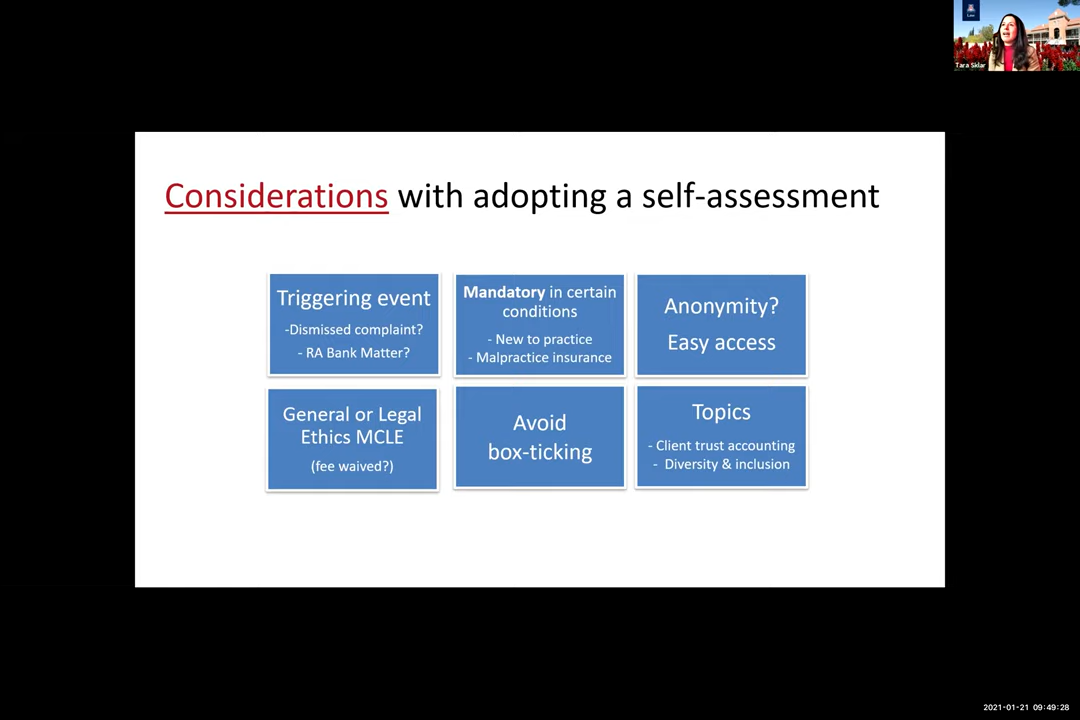 Law
Tara Sklar
Considerations with adopting a self-assessment
Triggering event
-Dismissed complaint?
- RA Bank Matter?
Mandatory in certain
conditions
- New to practice
- Malpractice insurance
Anonymity?
Easy access
General or Legal
Ethics MCLE
(fee waived?)
Avoid
box-ticking
Topics
- Client trust accounting
- Diversity & inclusion
2021-01-21 09:49:28